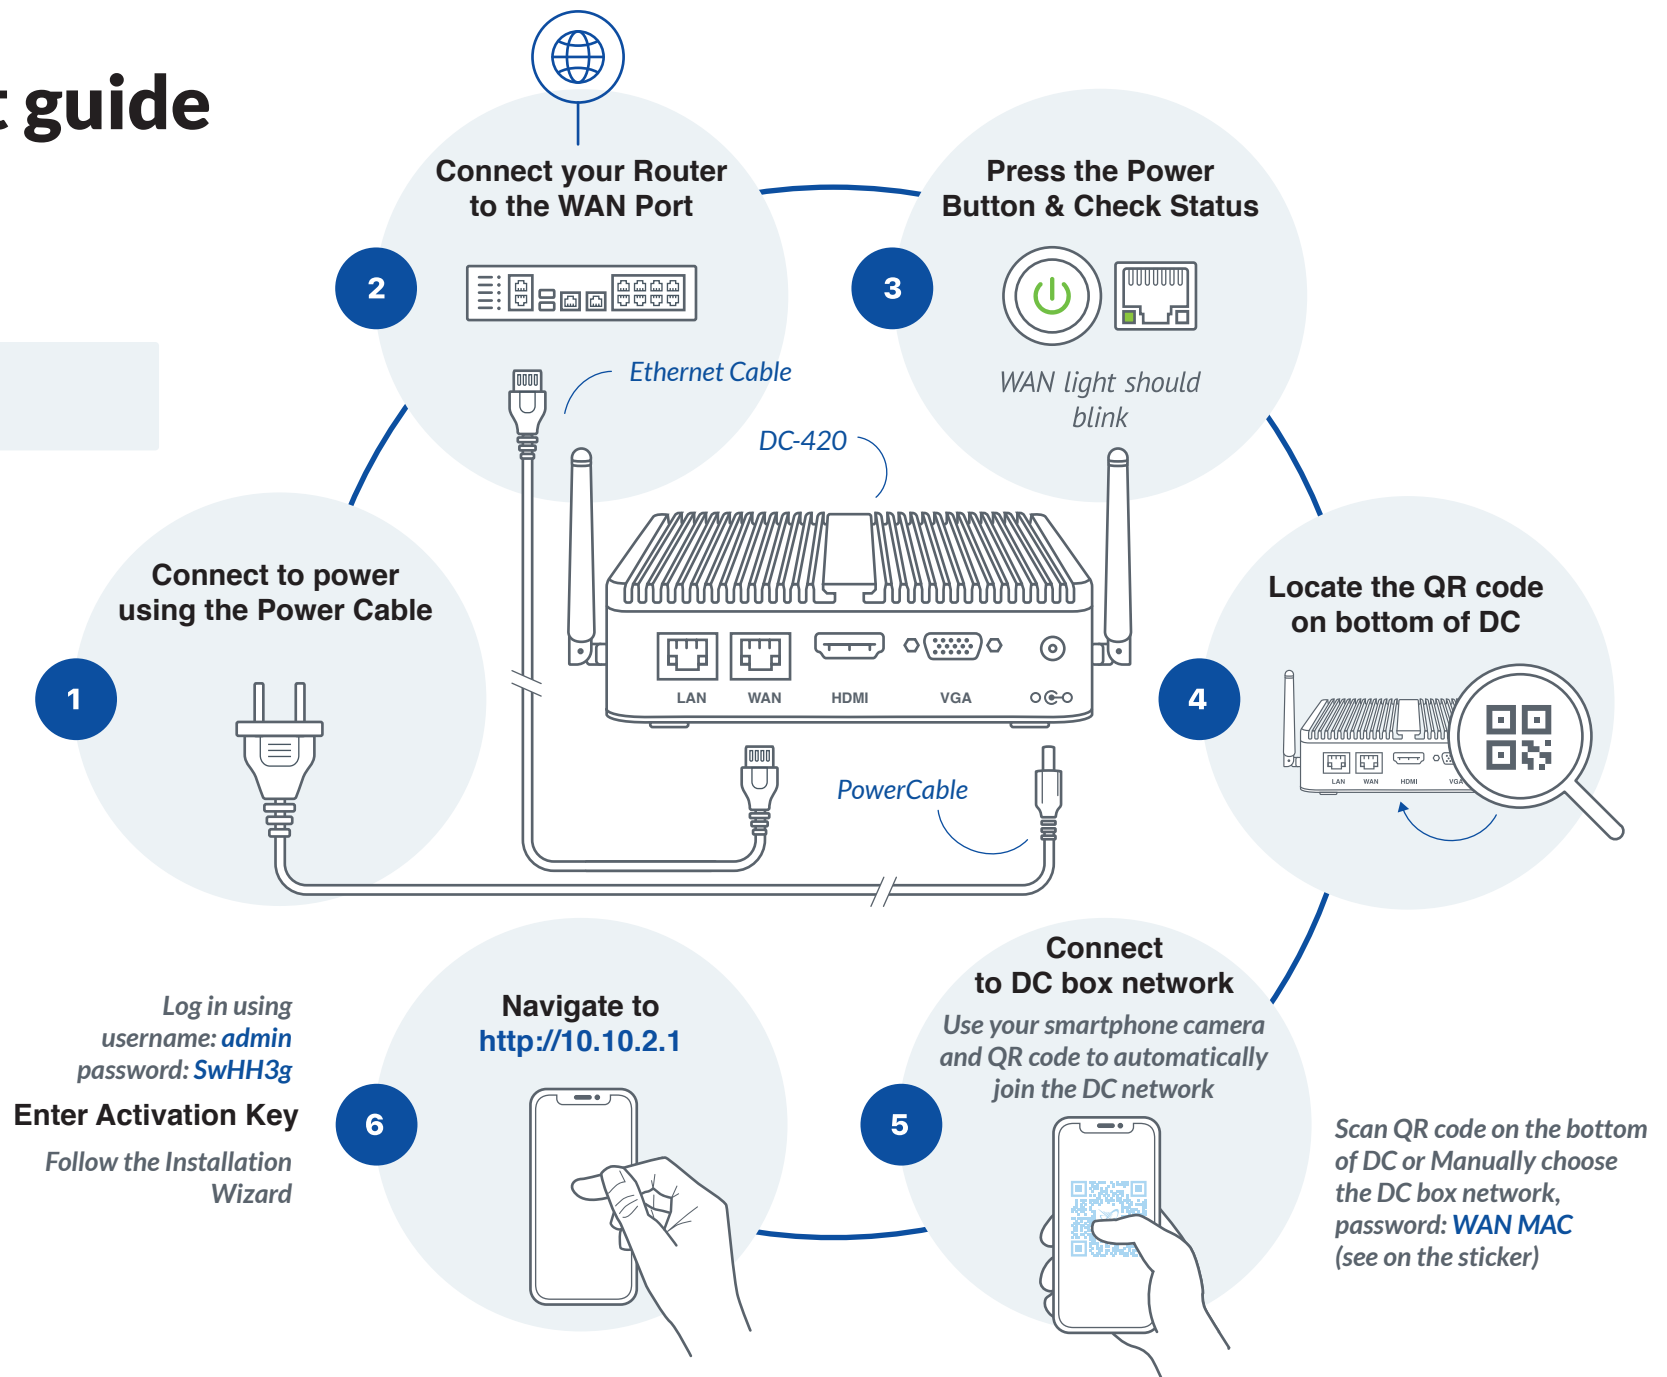 t guide
Connect your Router
to the WAN Port
2
Ethernet Cable
Press the Power
Button & Check Status
3
WAN light should
blink
DC-420
Connect to power
using the Power Cable
1
LAN WAN HDMI VGA
PowerCable
Locate the QR code
on bottom of DC
4
LAN WAN HDMI VGA
Connect
to DC box network
Use your smartphone camera
and QR code to automatically
join the DC network
5
Scan QR code on the bottom
of DC or Manually choose
the DC box network,
password: WAN MAC
(see on the sticker)
Navigate to
http://10.10.2.1
6
Log in using
username: admin
password: SwHH3g
Enter Activation Key
Follow the Installation
Wizard